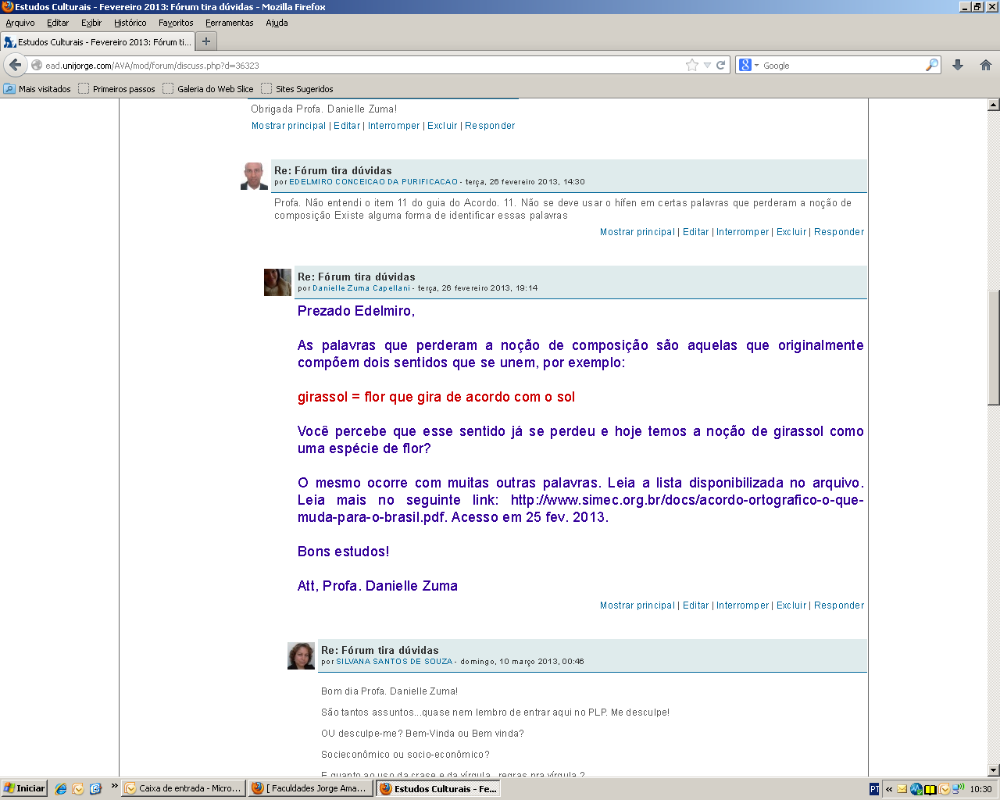 Estudos Culturais - Fevereiro 2013: Fórum tira dúvidas - Mozilla Firefox
Arquivo Editar Exibir Histórico Favoritos Ferramentas Ajuda
Estudos Culturais - Fevereiro 2013: Fórum ti...
ead.unijorge.com/AVA/mod/forum/discuss.php?d=36323
Google
Mais visitados Primeiros passos Galeria do Web Slice Sites Sugeridos
Obrigada Profa. Danielle Zuma!
Mostrar principal | Editar | Interromper | Excluir | Responder
Re: Fórum tira dúvidas
por EDELMIRO CONCEICAO DA PURIFICACAO - terça, 26 fevereiro 2013, 14:30
Profa. Não entendi o item 11 do guia do Acordo. 11. Não se deve usar o hífen em certas palavras que perderam a noção de
composição Existe alguma forma de identificar essas palavras
Mostrar principal | Editar | Interromper | Excluir | Responder
Re: Fórum tira dúvidas
por Danielle Zuma Capellani - terça, 26 fevereiro 2013, 19:14
Prezado Edelmiro,
As palavras que perderam a noção de composição são aquelas que originalmente
compõem dois sentidos que se unem, por exemplo:
girassol = flor que gira de acordo com o sol
Você percebe que esse sentido já se perdeu e hoje temos a noção de girassol como
uma espécie de flor?
O mesmo ocorre com muitas outras palavras. Leia a lista disponibilizada no arquivo.
Leia mais no seguinte link: http://www.simec.org.br/docs/acordo-ortografico-o-que-
muda-para-o-brasil.pdf. Acesso em 25 fev. 2013.
Bons estudos!
Att, Profa. Danielle Zuma
Mostrar principal | Editar | Interromper | Excluir | Responder
Re: Fórum tira dúvidas
por SILVANA SANTOS DE SOUZA - domingo, 10 março 2013, 00:46
Bom dia Profa. Danielle Zuma!
São tantos assuntos...quase nem lembro de entrar aqui no PLP. Me desculpe!
OU desculpe-me? Bem-Vinda ou Bem vinda?
Socieconômico ou socio-econômico?
E quanto ao uso da crase e da vírgula...regras pra vírgula ?
Iniciar
Caixa de entrada - Micro...
[ Faculdades Jorge Ama...
Estudos Culturais - Fe...
PT
10:30